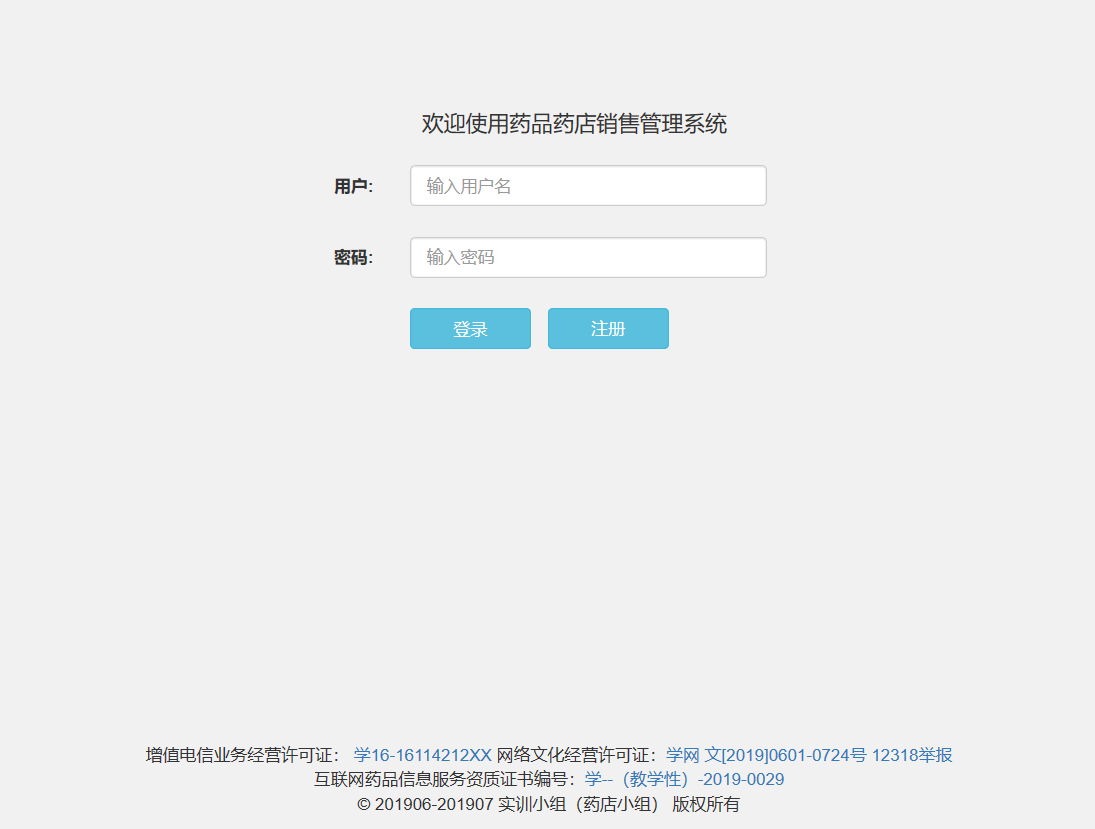 欢迎使用药品药店销售管理系统
用户: 输入用户名
密码: 输入密码
登录 注册
增值电信业务经营许可证： 学16-16114212XX 网络文化经营许可证：学网 文[2019]0601-0724号 12318举报
互联网药品信息服务资质证书编号：学--（教学性）-2019-0029
© 201906-201907 实训小组（药店小组） 版权所有